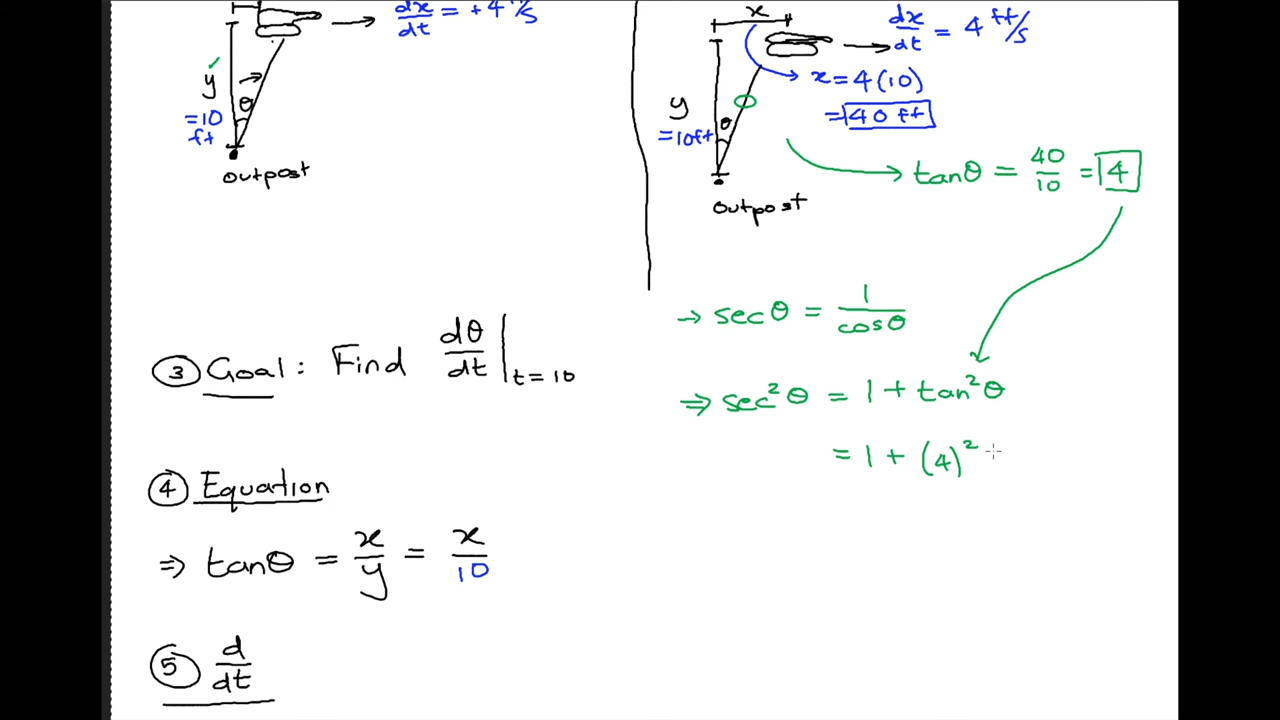 dx/dt = +4 ft/s
y
θ
=10
ft
Outpost
x
dx/dt = 4 ft/s
x = 4(10)
= 40 ft
y
=10ft
θ
Outpost
tanθ = 40/10 = 4
→ secθ = 1/cosθ
⇒ sec²θ = 1 + tan²θ
= 1 + (4)²
③ Goal: Find dθ/dt | t=10
④ Equation
⇒ tanθ = x/y = x/10
⑤ d/dt